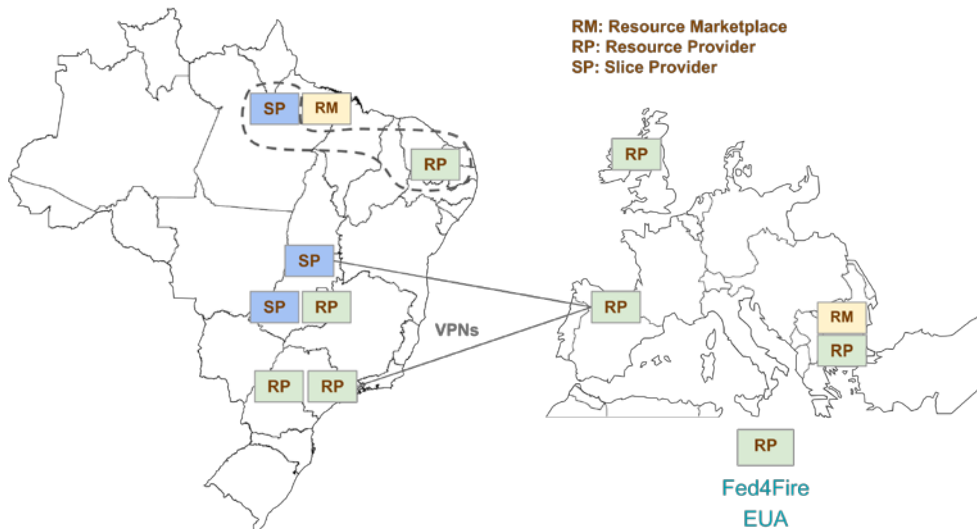 RM: Resource Marketplace
RP: Resource Provider
SP: Slice Provider
SP
RM
RP
SP
SP
RP
VPNs
RP
RP
RP
RP
RM
RP
RP
Fed4Fire
EUA